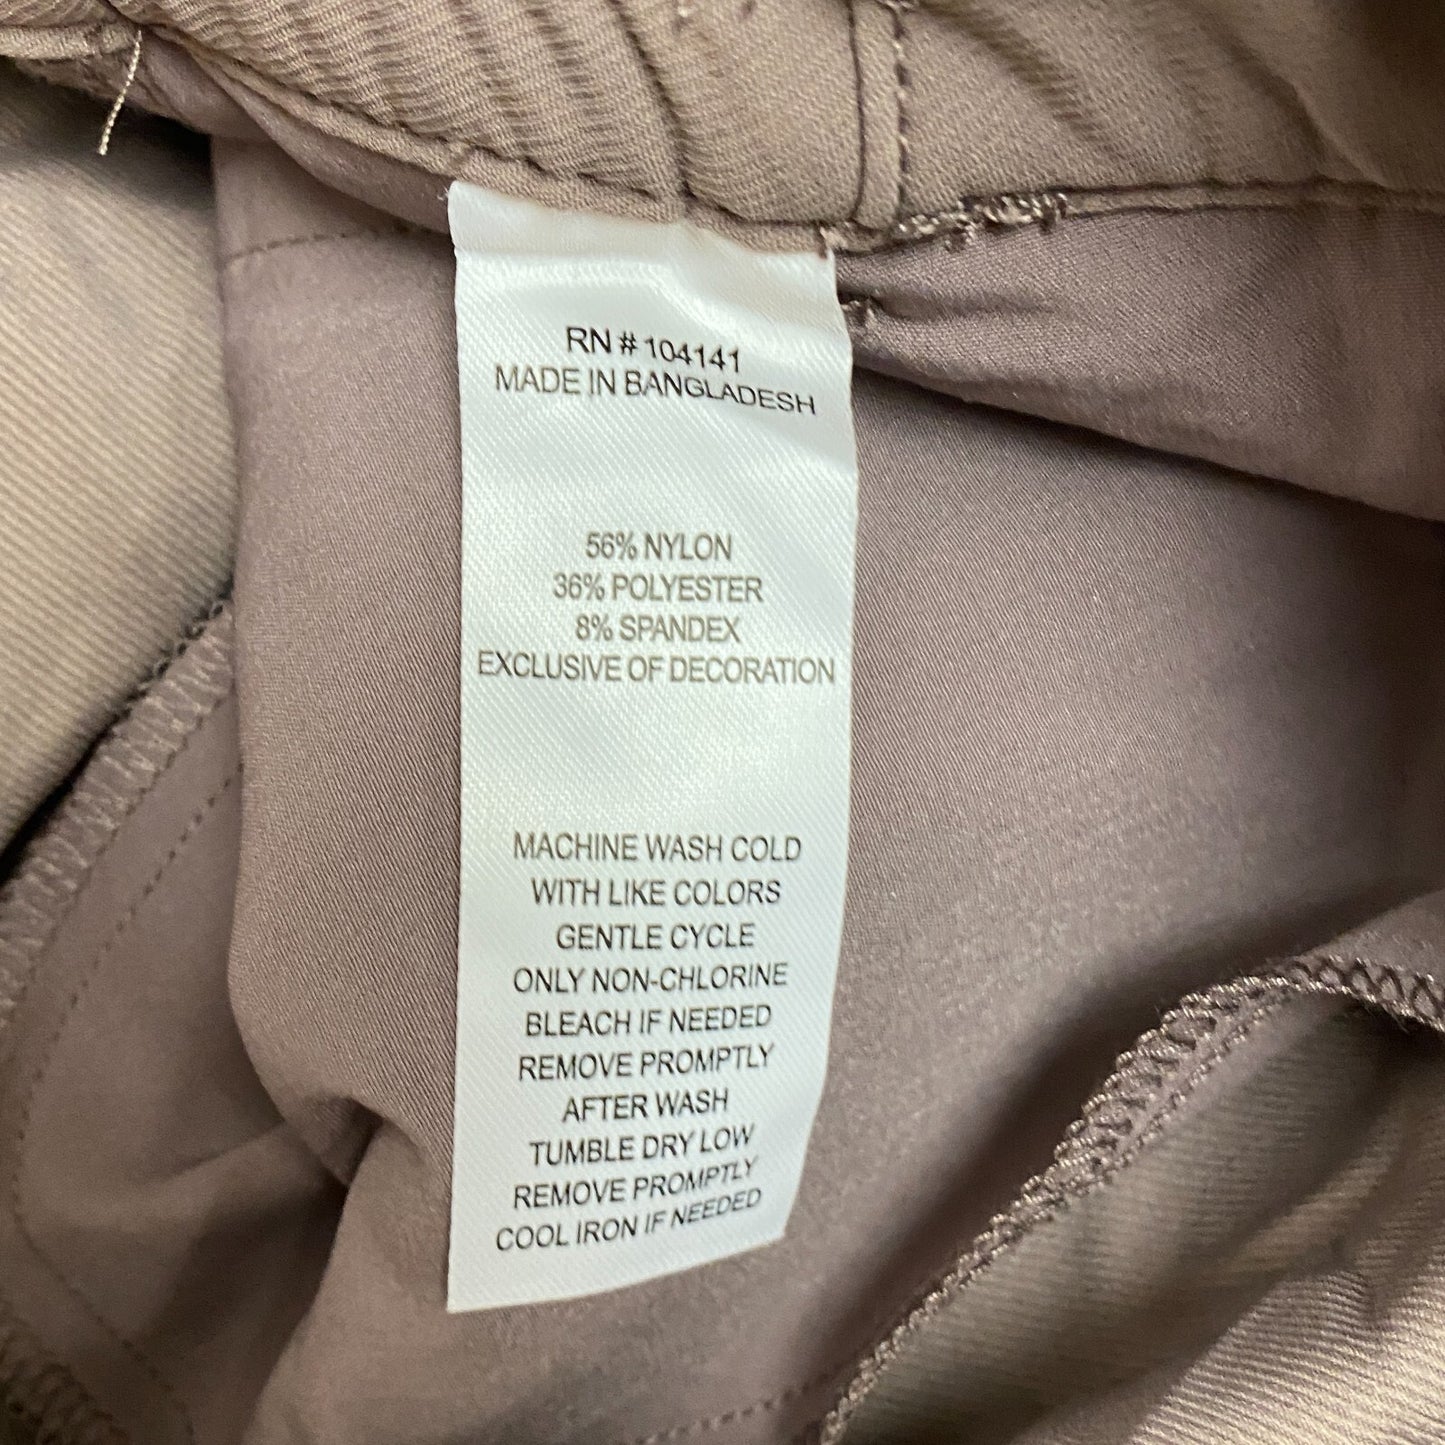 RN # 104141
MADE IN BANGLADESH
56% NYLON
36% POLYESTER
8% SPANDEX
EXCLUSIVE OF DECORATION
MACHINE WASH COLD
WITH LIKE COLORS
GENTLE CYCLE
ONLY NON-CHLORINE
BLEACH IF NEEDED
REMOVE PROMPTLY
AFTER WASH
TUMBLE DRY LOW
REMOVE PROMPTLY
COOL IRON IF NEEDED